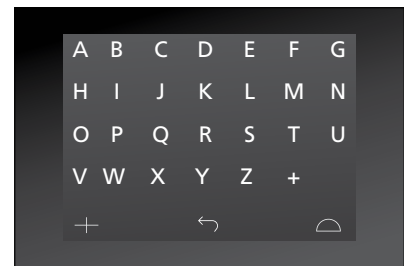 A B C D E F G
H I J K L M N
O P Q R S T U
V W X Y Z +